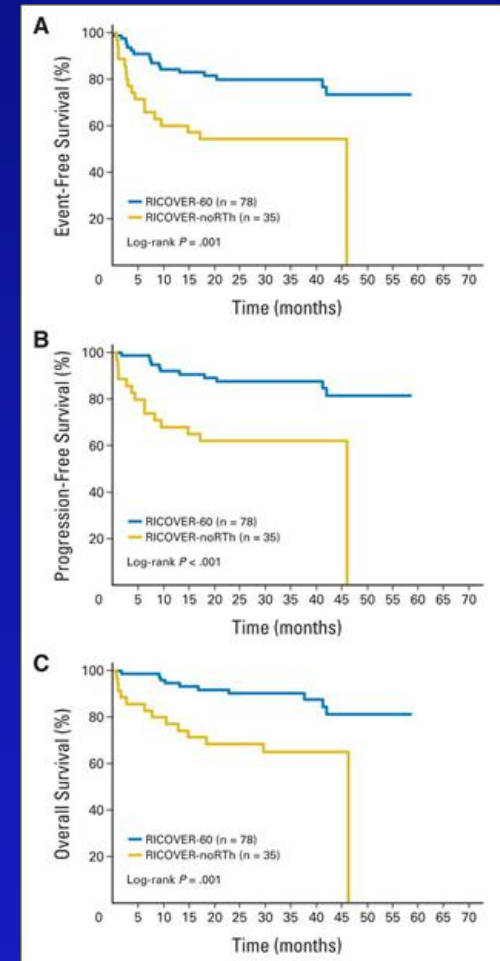 A
Event-Free Survival (%)
100
80
60
40
20
RICOVER-60 (n = 78)
RICOVER-noRTh (n = 35)
Log-rank P = .001
0 5 10 15 20 25 30 35 40 45 50 55 60 65 70
Time (months)
B
Progression-Free Survival (%)
100
80
60
40
20
RICOVER-60 (n = 78)
RICOVER-noRTh (n = 35)
Log-rank P < .001
0 5 10 15 20 25 30 35 40 45 50 55 60 65 70
Time (months)
C
Overall Survival (%)
100
80
60
40
20
RICOVER-60 (n = 78)
RICOVER-noRTh (n = 35)
Log-rank P = .001
0 5 10 15 20 25 30 35 40 45 50 55 60 65 70
Time (months)